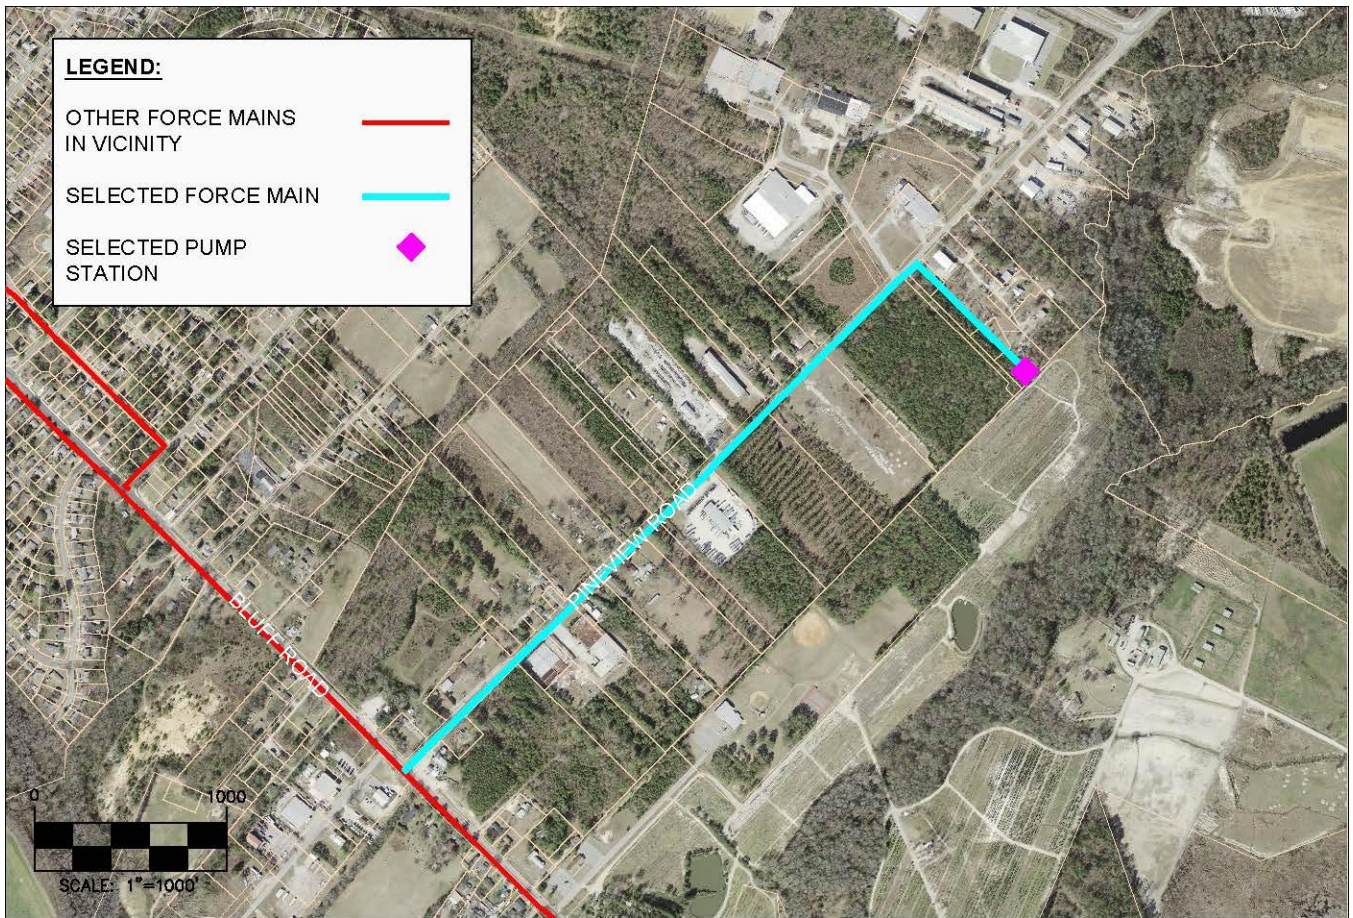 LEGEND:
OTHER FORCE MAINS
IN VICINITY
SELECTED FORCE MAIN
SELECTED PUMP
STATION
PINEVIEW ROAD
BLUFF ROAD
0 1000
SCALE: 1"=1000'